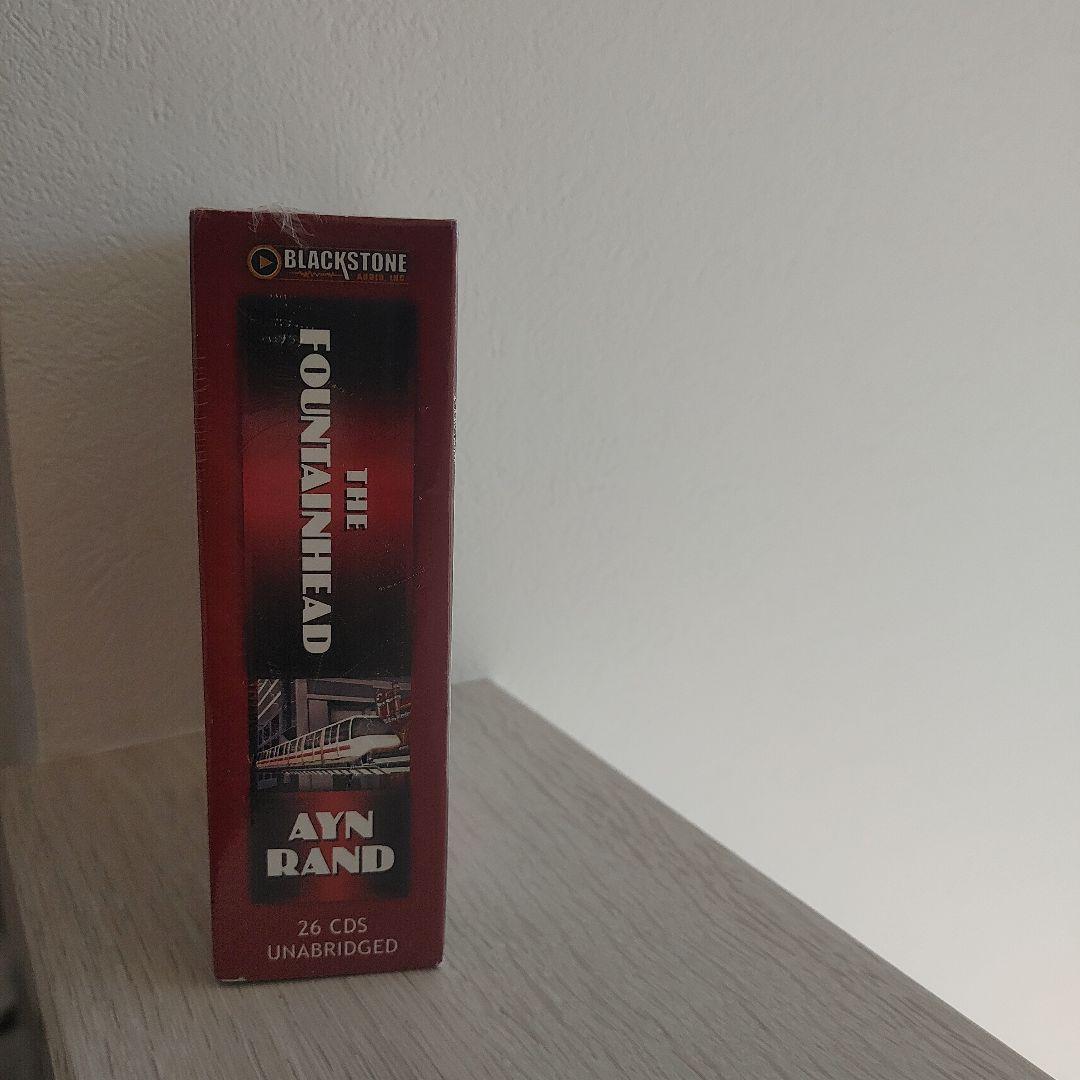 BLACKSTONE
AUDIO, INC.
THE
FOUNTAINHEAD
AYN
RAND
26 CDS
UNABRIDGED